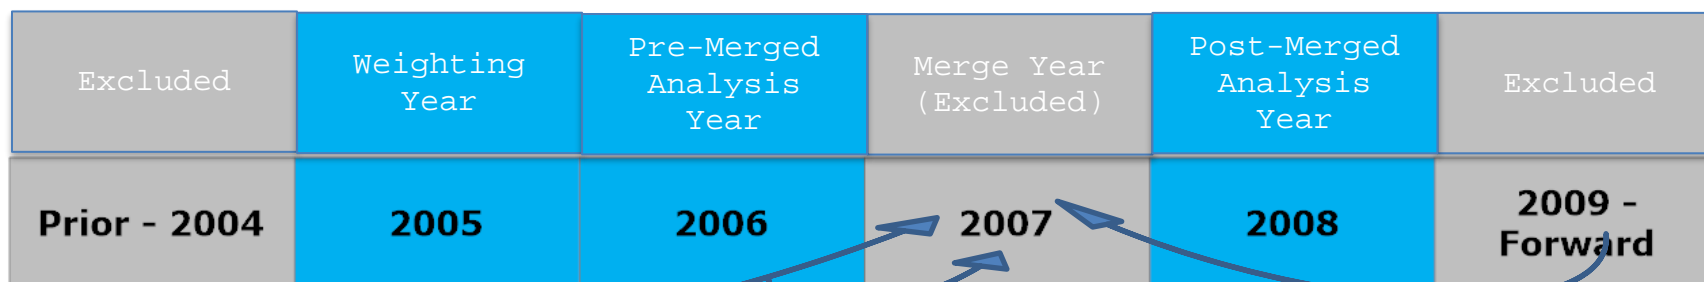 Excluded
Weighting
Year
Pre-Merged
Analysis
Year
Merge Year
(Excluded)
Post-Merged
Analysis
Year
Excluded
Prior - 2004
2005
2006
2007
2008
2009 -
Forward